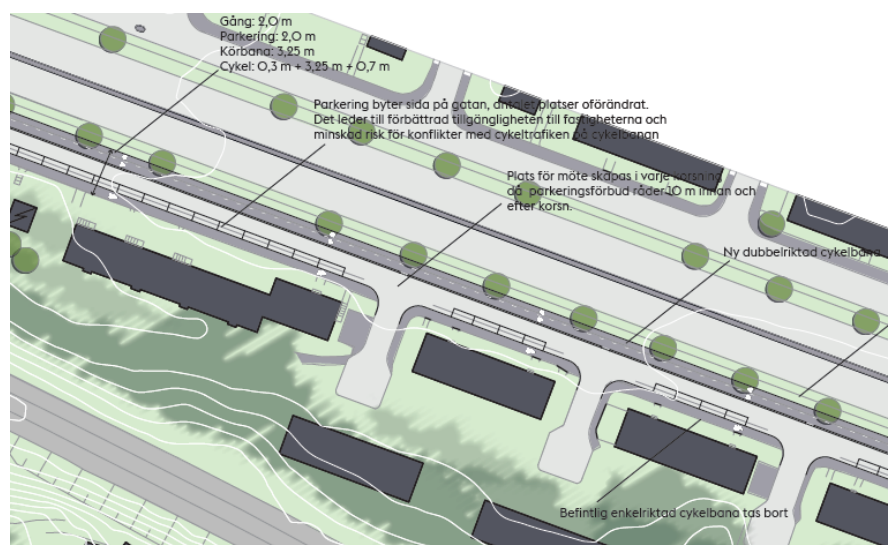 Gång: 2,0 m
Parkering: 2,0 m
Körbana: 3,25 m
Cykel: 0,3 m + 3,25 m + 0,7 m
Parkering byter sida på gatan, antalet platser oförändrat.
Det leder till förbättrad tillgängligheten till fastigheterna och
minskad risk för konflikter med cykeltrafiken på cykelbanan
Plats för möte skapas i varje korsning
då parkeringsförbud råder 10 m innan och
efter korsn.
Ny dubbelriktad cykelbana
Befintlig enkelriktad cykelbana tas bort